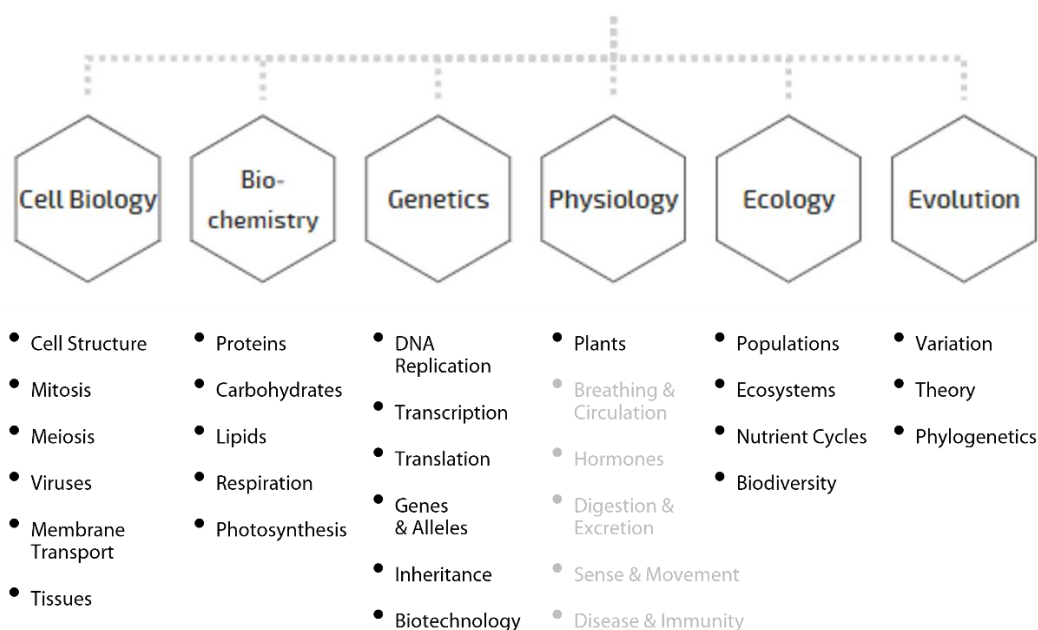 Cell Biology
Bio-
chemistry
Genetics
Physiology
Ecology
Evolution
• Cell Structure
• Mitosis
• Meiosis
• Viruses
• Membrane
Transport
• Tissues
• Proteins
• Carbohydrates
• Lipids
• Respiration
• Photosynthesis
• DNA
Replication
• Transcription
• Translation
• Genes
& Alleles
• Inheritance
• Biotechnology
• Plants
• Breathing &
Circulation
• Hormones
• Digestion &
Excretion
• Sense & Movement
• Disease & Immunity
• Populations
• Ecosystems
• Nutrient Cycles
• Biodiversity
• Variation
• Theory
• Phylogenetics